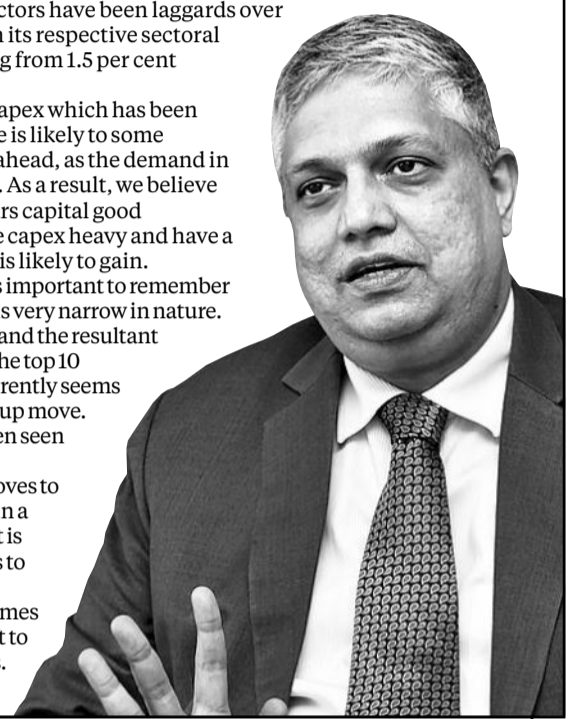 ctors have been laggards over
its respective sectoral
g from 1.5 per cent
apex which has been
e is likely to some
ahead, as the demand in
. As a result, we believe
rs capital good
e capex heavy and have a
is likely to gain.
s important to remember
s very narrow in nature.
and the resultant
he top 10
rently seems
up move.
en seen
oves to
n a
t is
s to
mes
t to
s.